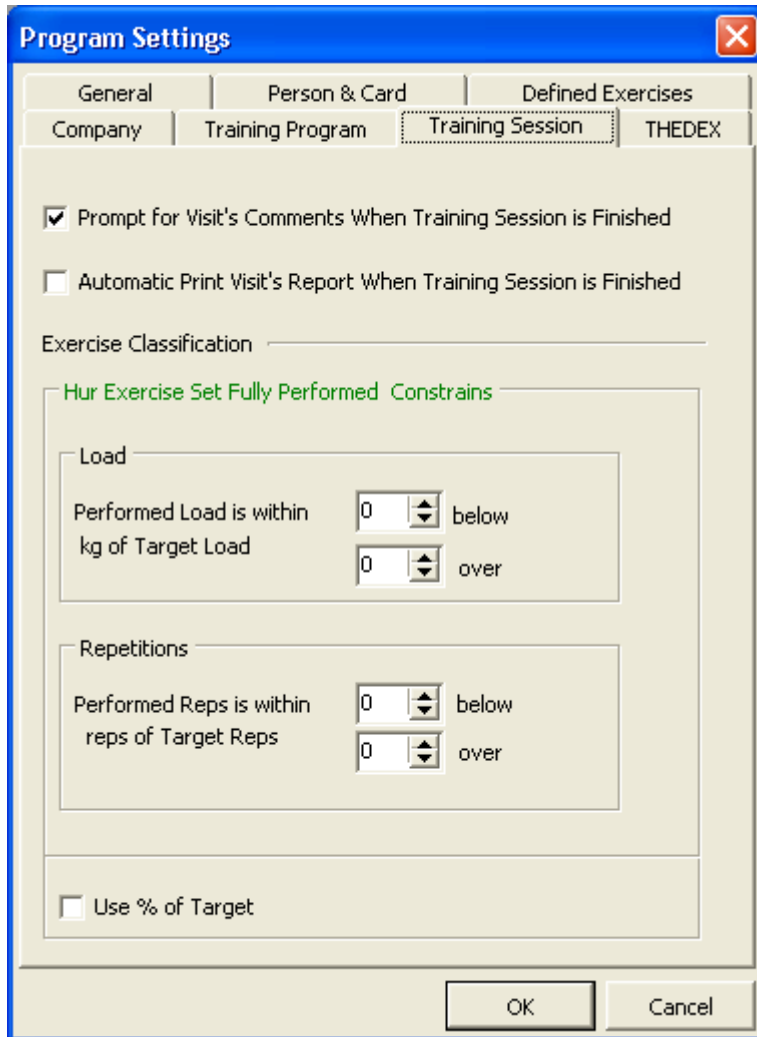 Program Settings
General Person & Card Defined Exercises
Company Training Program Training Session THEDEX
Prompt for Visit's Comments When Training Session is Finished
Automatic Print Visit's Report When Training Session is Finished
Exercise Classification
Hur Exercise Set Fully Performed Constrains
Load
Performed Load is within 0 below
kg of Target Load
0 over
Repetitions
Performed Reps is within 0 below
reps of Target Reps
0 over
Use % of Target
OK Cancel